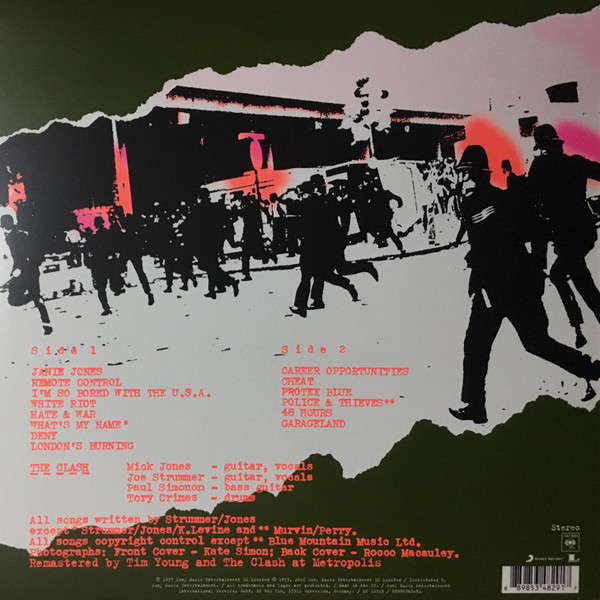 Side 1
JANIE JONES
REMOTE CONTROL
I'M SO BORED WITH THE U.S.A.
WHITE RIOT
HATE & WAR
WHAT'S MY NAME*
DENY
LONDON'S BURNING
Side 2
CAREER OPPORTUNITIES
CHEAT
PROTEX BLUE
POLICE & THIEVES**
48 HOURS
GARAGELAND
THE CLASH
Mick Jones - guitar, vocals
Joe Strummer - guitar, vocals
Paul Simonon - bass guitar
Tory Crimes - drums
All songs written by Strummer/Jones
except * Strummer/Jones/K.Levine and ** Murvin/Perry.
All songs copyright control except ** Blue Mountain Music Ltd.
Photographs: Front Cover - Kate Simon; Back Cover - Rocco Macauley.
Remastered by Tim Young and The Clash at Metropolis
Stereo